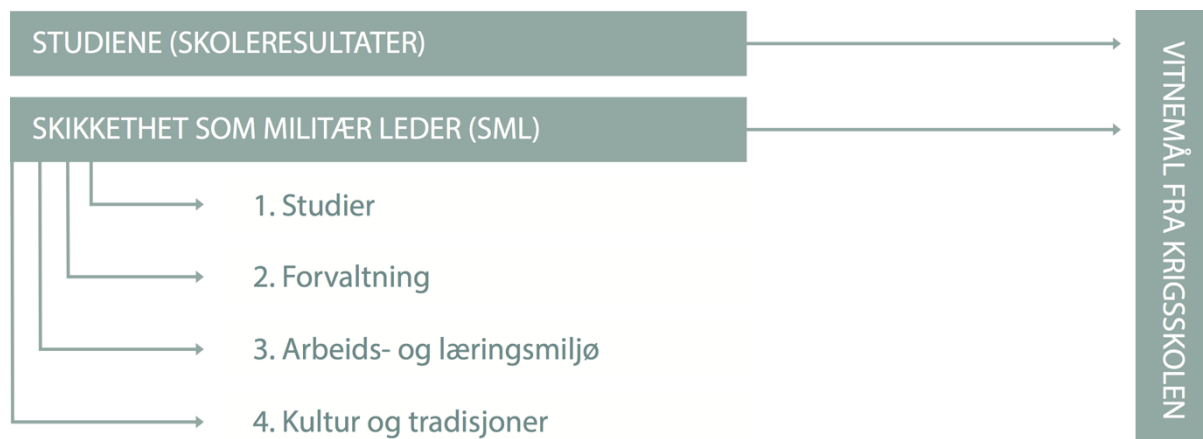 STUDIENE (SKOLERESULTATER)
SKIKKETHET SOM MILITÆR LEDER (SML)
1. Studier
2. Forvaltning
3. Arbeids- og læringsmiljø
4. Kultur og tradisjoner
VITNEMÅL FRA KRIGSSKOLEN